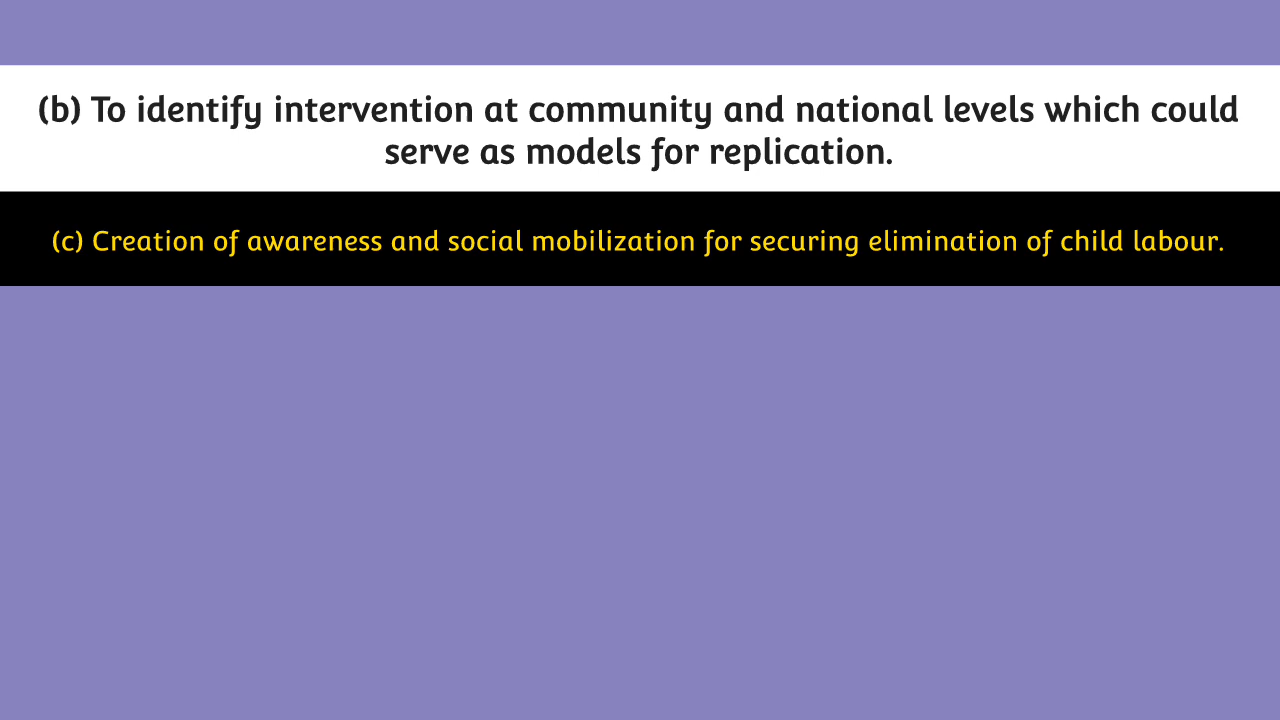 (b) To identify intervention at community and national levels which could
serve as models for replication.
(c) Creation of awareness and social mobilization for securing elimination of child labour.